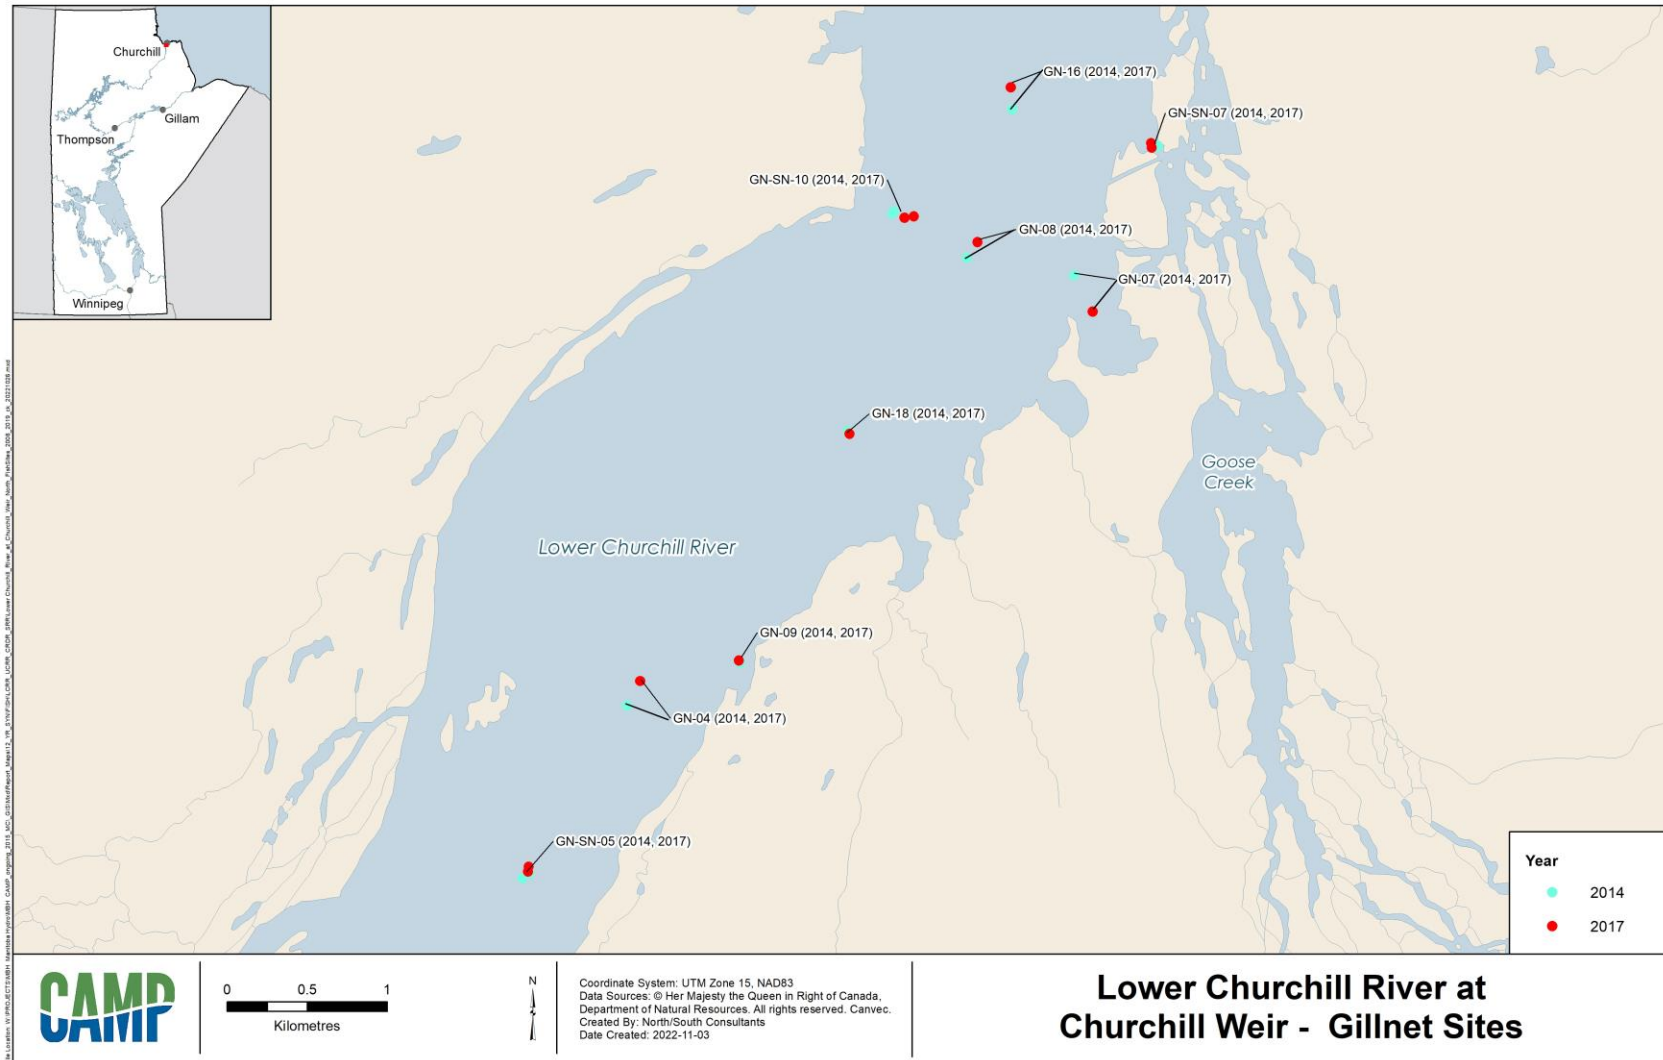 Churchill
Gillam
Thompson
Winnipeg
GN-16 (2014, 2017)
GN-SN-07 (2014, 2017)
GN-SN-10 (2014, 2017)
GN-08 (2014, 2017)
GN-07 (2014, 2017)
GN-18 (2014, 2017)
Goose
Creek
Lower Churchill River
GN-09 (2014, 2017)
GN-04 (2014, 2017)
GN-SN-05 (2014, 2017)
Year
2014
2017
CAMP
0 0.5 1
Kilometres
N
Coordinate System: UTM Zone 15, NAD83
Data Sources: © Her Majesty the Queen in Right of Canada,
Department of Natural Resources. All rights reserved. Canvec.
Created By: North/South Consultants
Date Created: 2022-11-03
Lower Churchill River at
Churchill Weir - Gillnet Sites